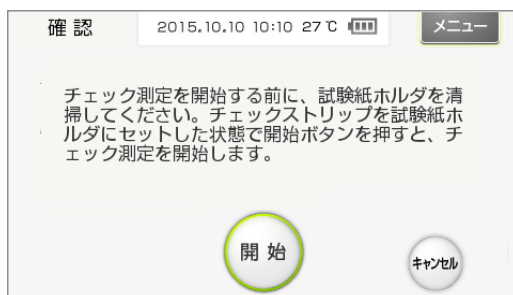 確認 2015.10.10 10:10 27℃ メニュー
チェック測定を開始する前に、試験紙ホルダを清
掃してください。チェックストリップを試験紙ホ
ルダにセットした状態で開始ボタンを押すと、チ
ェック測定を開始します。
開始
キャンセル